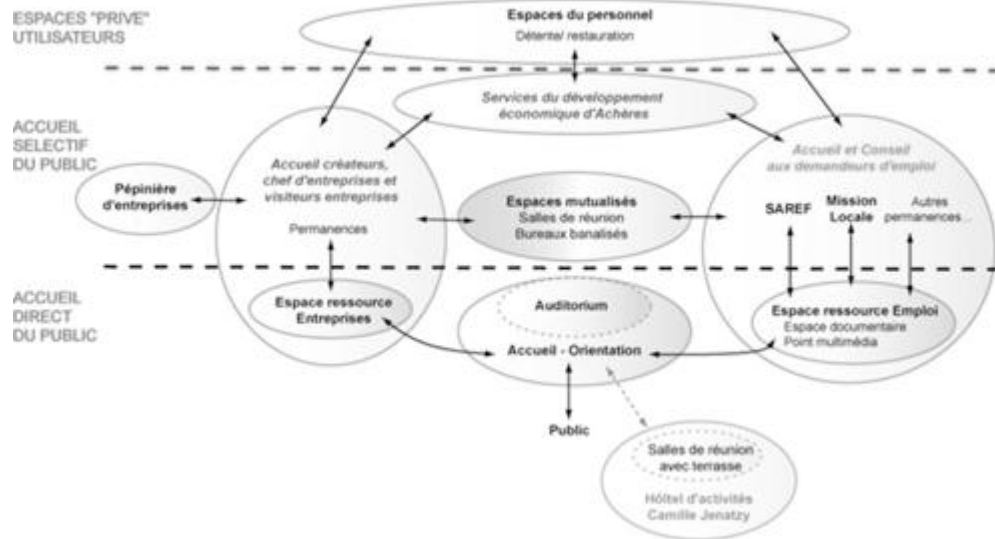 ESPACES "PRIVE"
UTILISATEURS
Espaces du personnel
Détente/ restauration
Services du développement
économique d'Achères
ACCUEIL
SELECTIF
DU PUBLIC
Accueil créateurs,
chef d'entreprises et
visiteurs entreprises
Permanences
Accueil et Conseil
aux demandeurs d'emploi
Pépinière
d'entreprises
Espaces mutualisés
Salles de réunion
Bureaux banalisés
SAREF
Mission
Locale
Autres
permanences...
ACCUEIL
DIRECT
DU PUBLIC
Espace ressource
Entreprises
Auditorium
Accueil - Orientation
Espace ressource Emploi
Espace documentaire
Point multimédia
Public
Salles de réunion
avec terrasse
Hôltel d'activités
Camille Jenatzy